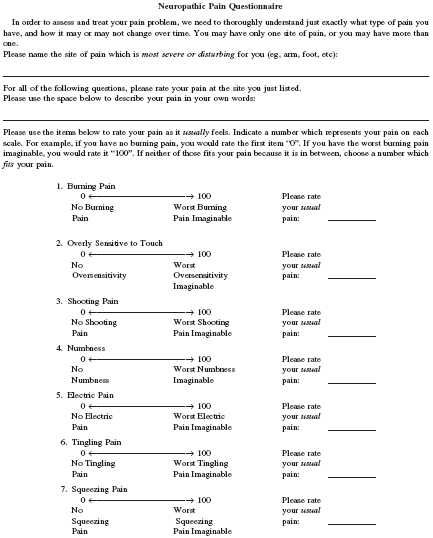 Neuropathic Pain Questionnaire
In order to assess and treat your pain problem, we need to thoroughly understand just exactly what type of pain you
have, and how it may or may not change over time. You may have only one site of pain, or you may have more than
one.
Please name the site of pain which is most severe or disturbing for you (eg, arm, foot, etc):
For all of the following questions, please rate your pain at the site you just listed.
Please use the space below to describe your pain in your own words:
Please use the items below to rate your pain as it usually feels. Indicate a number which represents your pain on each
scale. For example, if you have no burning pain, you would rate the first item "0". If you have the worst burning pain
imaginable, you would rate it "100". If neither of those fits your pain because it is in between, choose a number which
fits your pain.
1. Burning Pain
0 ←→ 100 Please rate
No Burning Worst Burning your usual
Pain Pain Imaginable pain:
2. Overly Sensitive to Touch
0 ←→ 100 Please rate
No Worst your usual
Oversensitivity Oversensitivity pain:
Imaginable
3. Shooting Pain
0 ←→ 100 Please rate
No Shooting Worst Shooting your usual
Pain Pain Imaginable pain:
4. Numbness
0 ←→ 100 Please rate
No Worst Numbness your usual
Numbness Imaginable pain:
5. Electric Pain
0 ←→ 100 Please rate
No Electric Worst Electric your usual
Pain Pain Imaginable pain:
6. Tingling Pain
0 ←→ 100 Please rate
No Tingling Worst Tingling your usual
Pain Pain Imaginable pain:
7. Squeezing Pain
0 ←→ 100 Please rate
No Worst your usual
Squeezing Squeezing pain:
Pain Pain Imaginable